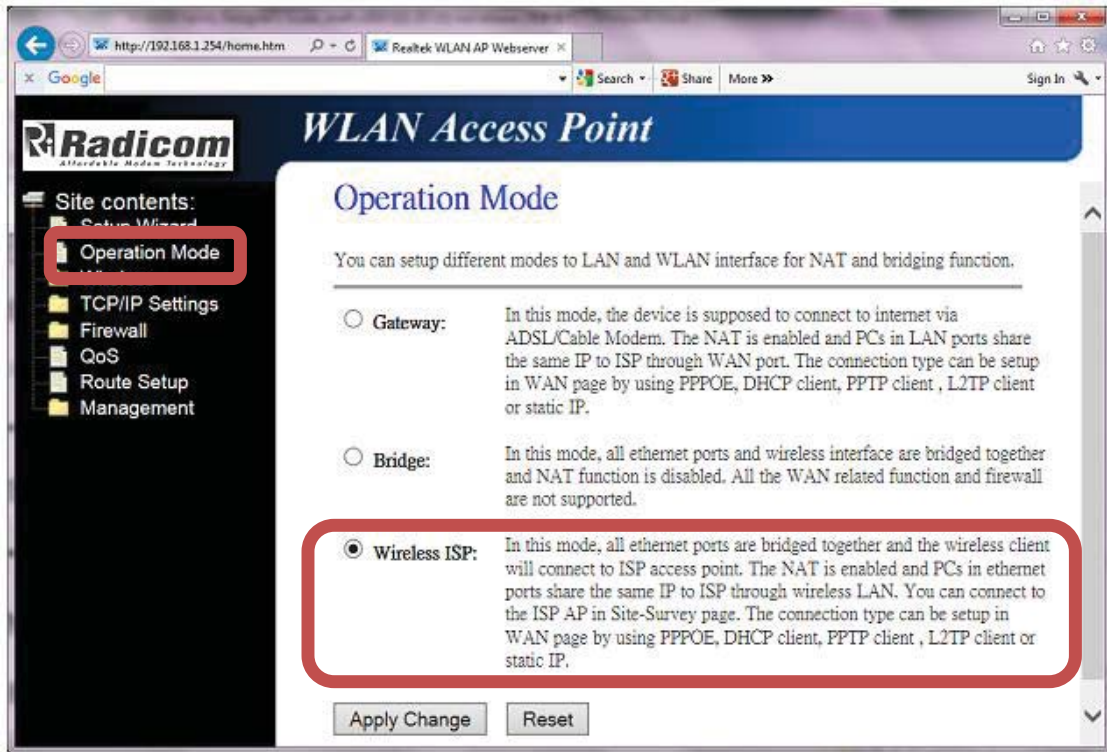 http://192.168.1.254/home.htm
Realtek WLAN AP Webserver
Google
Search
Share
More »
Sign In
Radicom
Affordable Modem Technology
WLAN Access Point
Site contents:
Setup Wizard
Operation Mode
TCP/IP Settings
Firewall
QoS
Route Setup
Management
Operation Mode
You can setup different modes to LAN and WLAN interface for NAT and bridging function.
Gateway:
In this mode, the device is supposed to connect to internet via
ADSL/Cable Modem. The NAT is enabled and PCs in LAN ports share
the same IP to ISP through WAN port. The connection type can be setup
in WAN page by using PPPOE, DHCP client, PPTP client , L2TP client
or static IP.
Bridge:
In this mode, all ethernet ports and wireless interface are bridged together
and NAT function is disabled. All the WAN related function and firewall
are not supported.
Wireless ISP:
In this mode, all ethernet ports are bridged together and the wireless client
will connect to ISP access point. The NAT is enabled and PCs in ethernet
ports share the same IP to ISP through wireless LAN. You can connect to
the ISP AP in Site-Survey page. The connection type can be setup in
WAN page by using PPPOE, DHCP client, PPTP client , L2TP client or
static IP.
Apply Change
Reset